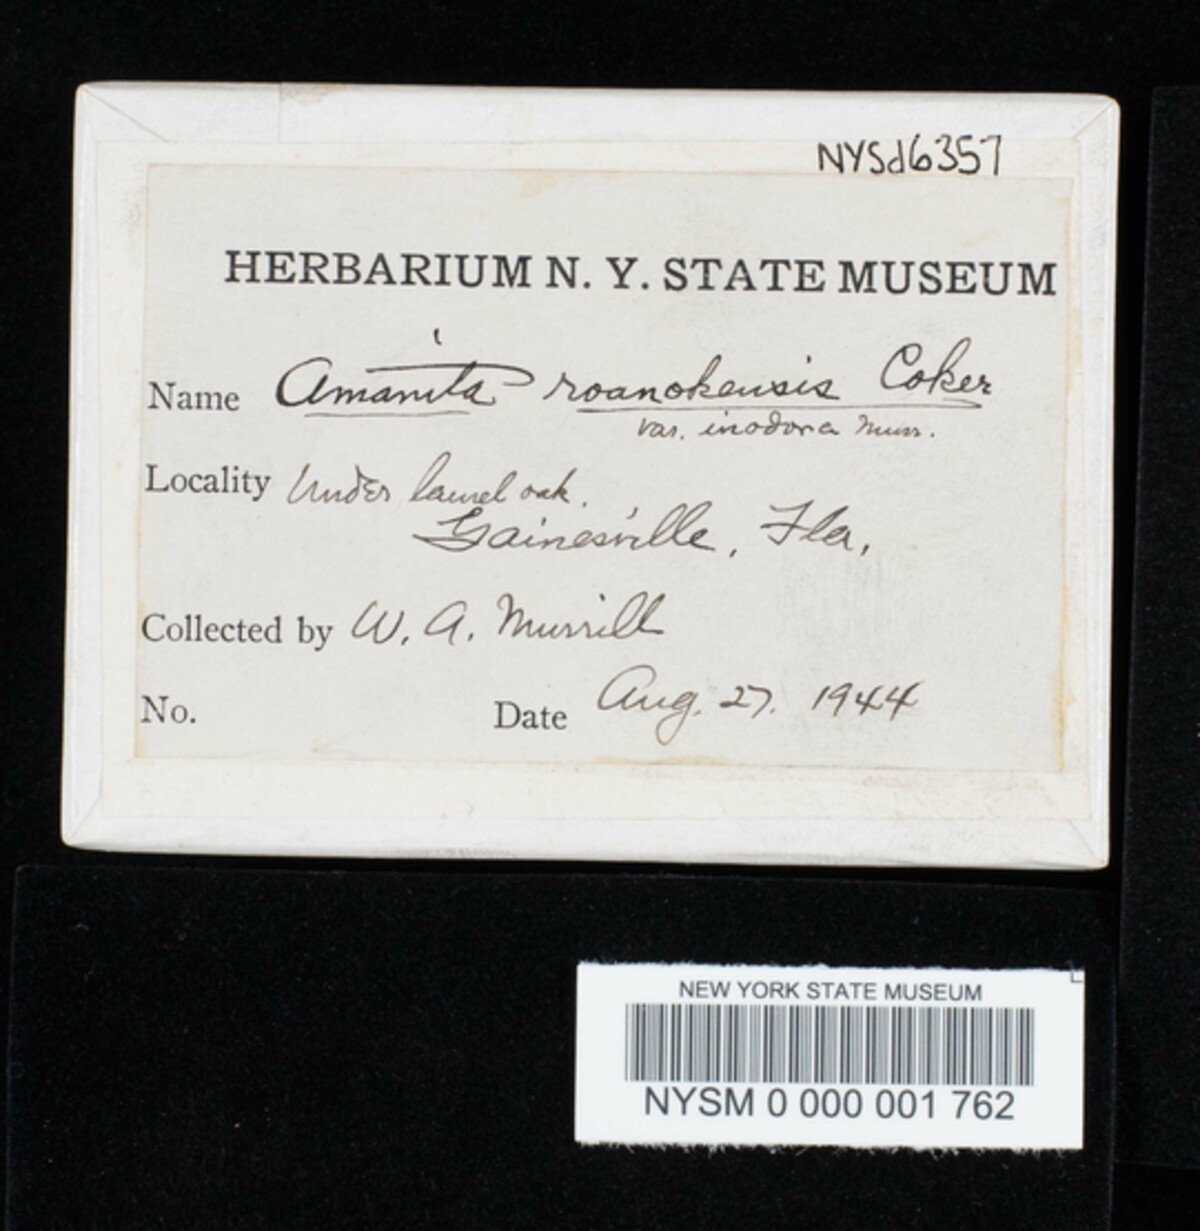 NYSd6357
HERBARIUM N. Y. STATE MUSEUM
Name Amanita roanokensis Coker
var. inodora Murr.
Locality Under laurel oak.
Gainesville, Fla.
Collected by W. A. Murrill
No. Date Aug. 27. 1944
NEW YORK STATE MUSEUM
NYSM 0 000 001 762